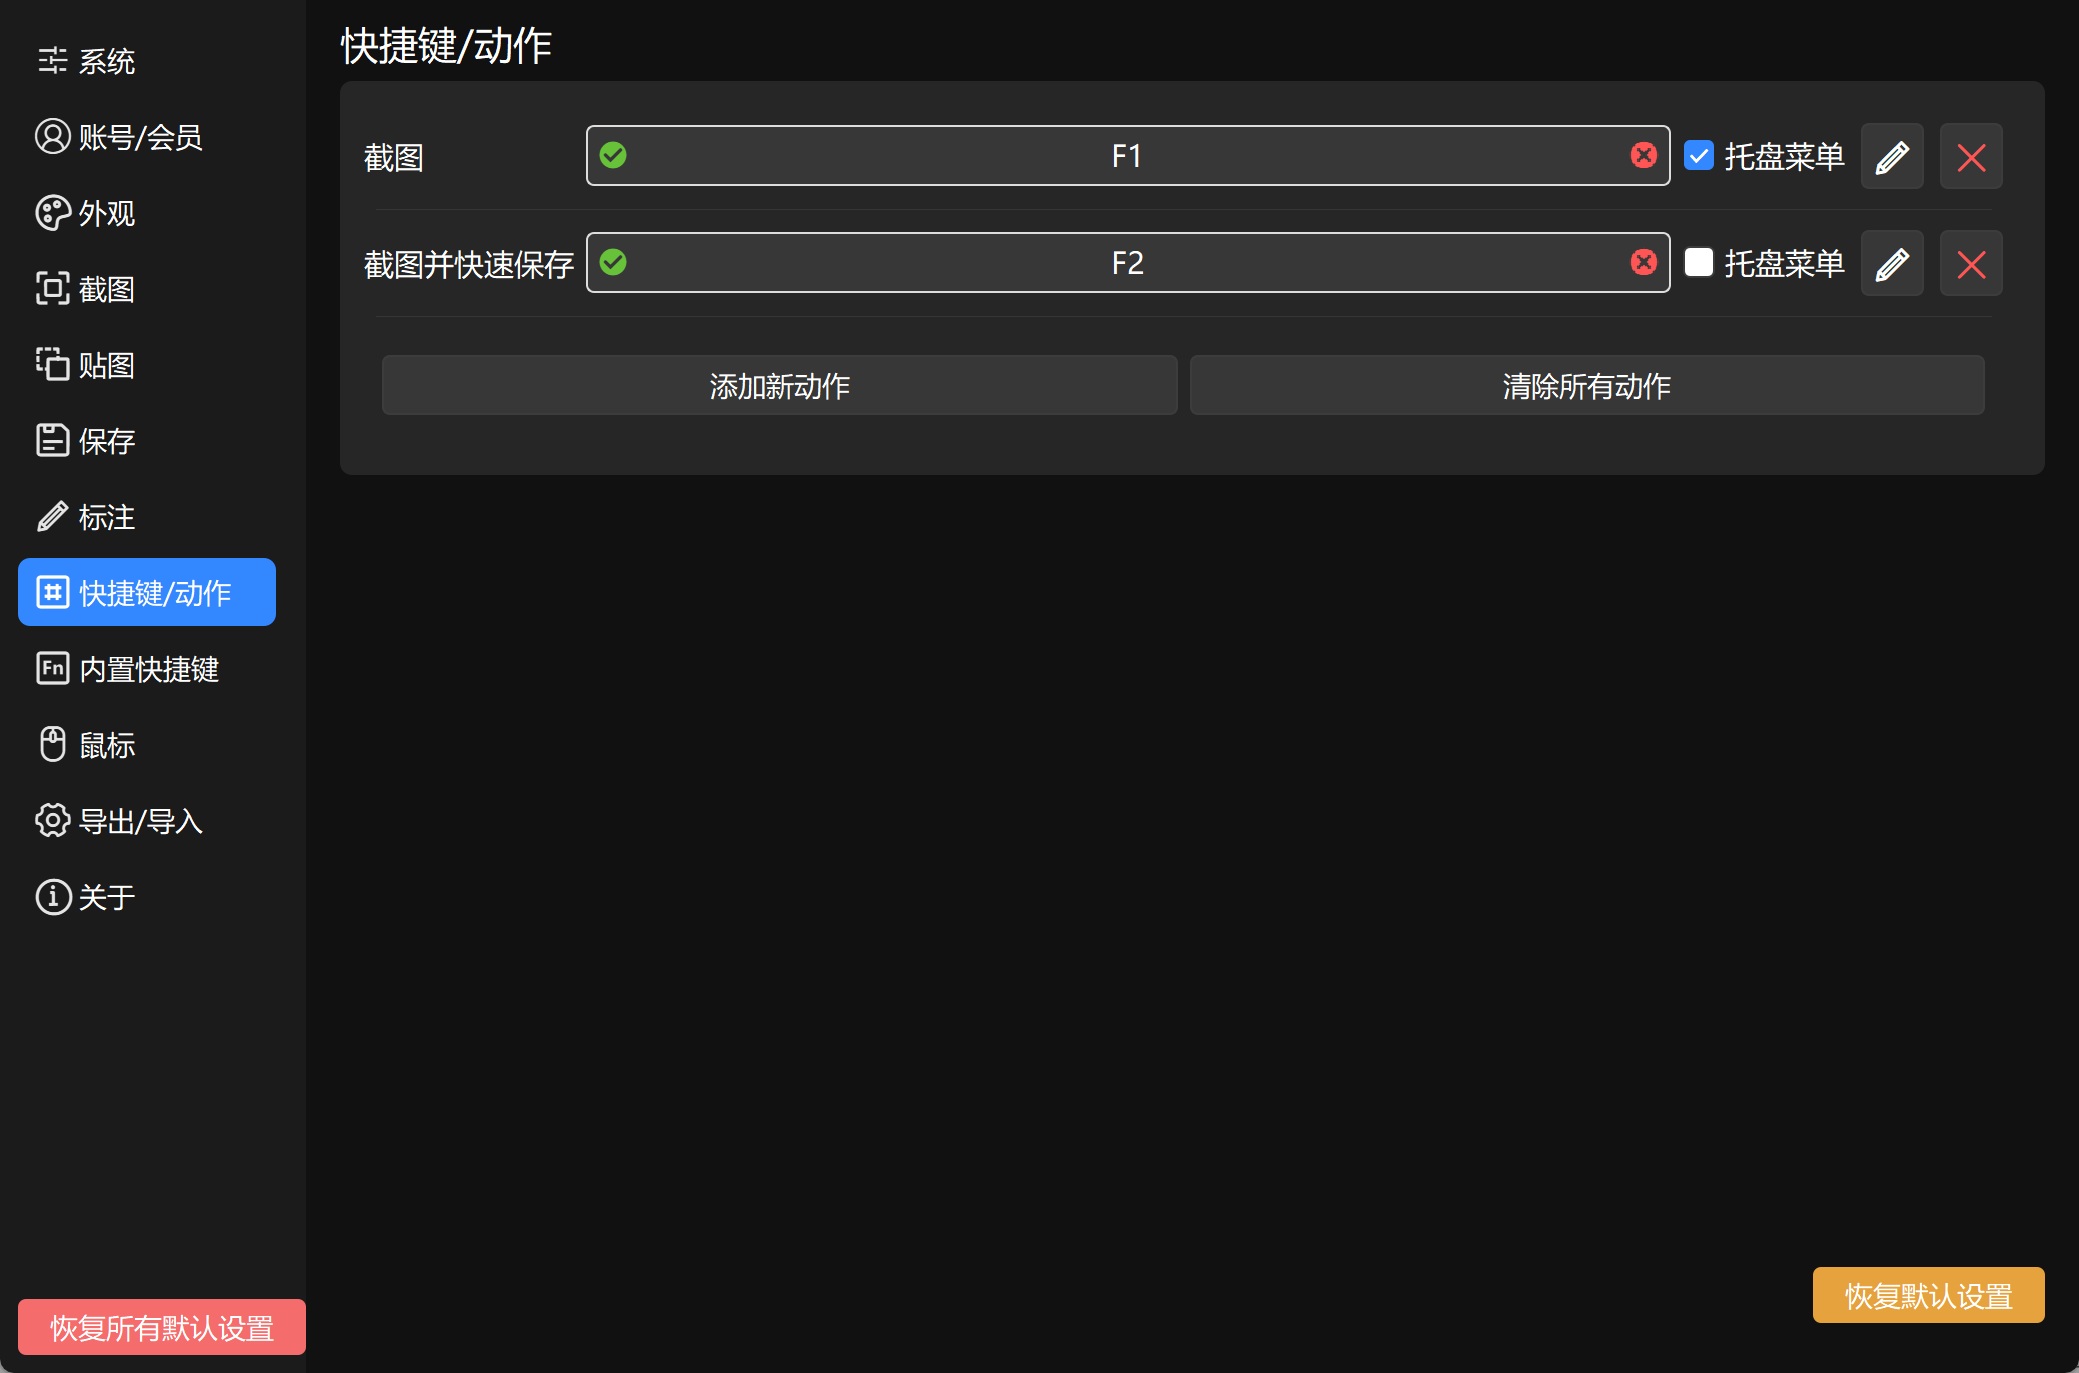 系统
账号/会员
外观
截图
贴图
保存
标注
快捷键/动作
内置快捷键
鼠标
导出/导入
关于
恢复所有默认设置
快捷键/动作
截图 F1 托盘菜单
截图并快速保存 F2 托盘菜单
添加新动作 清除所有动作
恢复默认设置